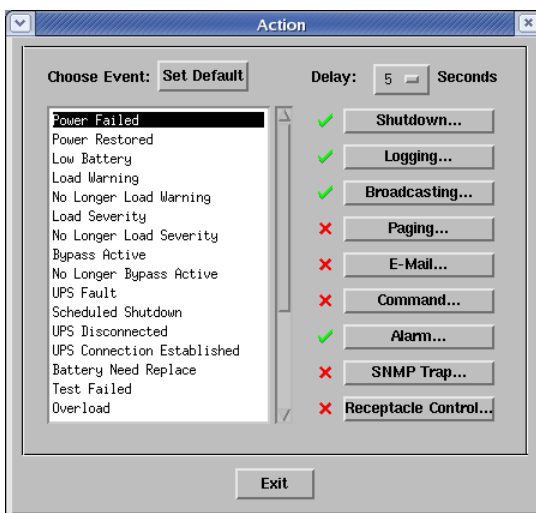 Action
Choose Event: Set Default
Delay: 5 Seconds
Power Failed
Power Restored
Low Battery
Load Warning
No Longer Load Warning
Load Severity
No Longer Load Severity
Bypass Active
No Longer Bypass Active
UPS Fault
Scheduled Shutdown
UPS Disconnected
UPS Connection Established
Battery Need Replace
Test Failed
Overload
Shutdown...
Logging...
Broadcasting...
Paging...
E-Mail...
Command...
Alarm...
SNMP Trap...
Receptacle Control...
Exit